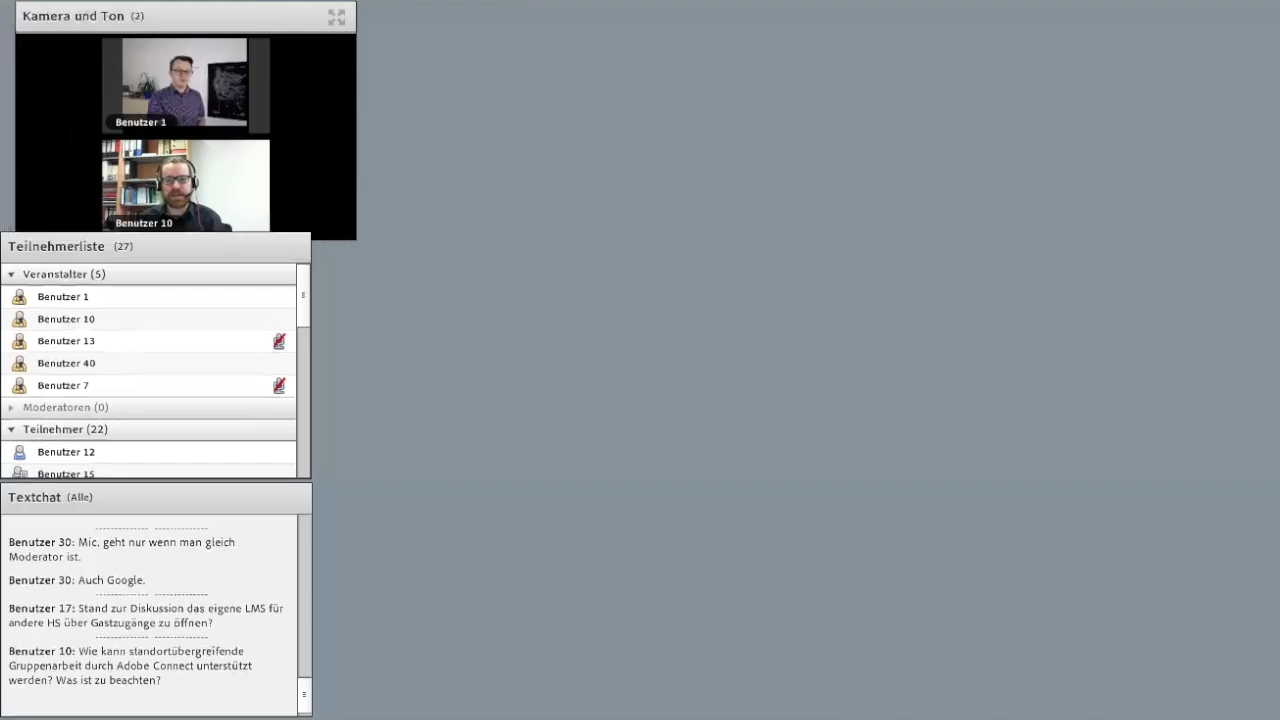 Kamera und Ton (2)
Benutzer 1
Benutzer 10
Teilnehmerliste (27)
Veranstalter (5)
Benutzer 1
Benutzer 10
Benutzer 13
Benutzer 40
Benutzer 7
Moderatoren (0)
Teilnehmer (22)
Benutzer 12
Benutzer 15
Textchat (Alle)
Benutzer 30: Mic. geht nur wenn man gleich
Moderator ist.
Benutzer 30: Auch Google.
Benutzer 17: Stand zur Diskussion das eigene LMS für
andere HS über Gastzugänge zu öffnen?
Benutzer 10: Wie kann standortübergreifende
Gruppenarbeit durch Adobe Connect unterstützt
werden? Was ist zu beachten?